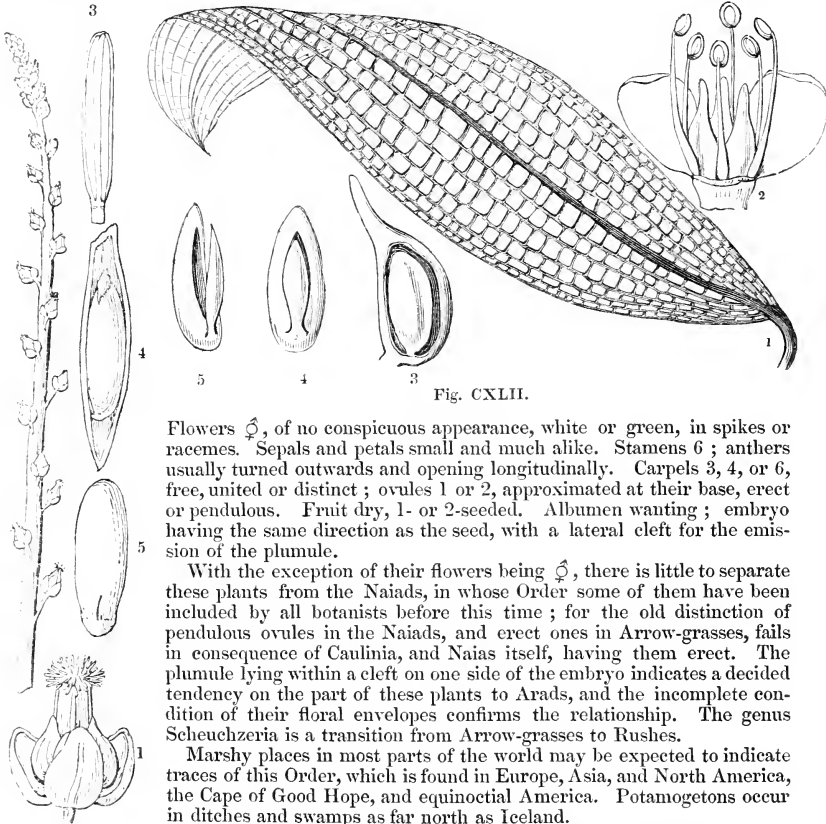 3
4
5
1
2
1
5
4
3
Fig. CXLII.
Flowers ⚥, of no conspicuous appearance, white or green, in spikes or
racemes. Sepals and petals small and much alike. Stamens 6 ; anthers
usually turned outwards and opening longitudinally. Carpels 3, 4, or 6,
free, united or distinct ; ovules 1 or 2, approximated at their base, erect
or pendulous. Fruit dry, 1- or 2-seeded. Albumen wanting ; embryo
having the same direction as the seed, with a lateral cleft for the emis-
sion of the plumule.
With the exception of their flowers being ⚥, there is little to separate
these plants from the Naiads, in whose Order some of them have been
included by all botanists before this time ; for the old distinction of
pendulous ovules in the Naiads, and erect ones in Arrow-grasses, fails
in consequence of Caulinia, and Naias itself, having them erect. The
plumule lying within a cleft on one side of the embryo indicates a decided
tendency on the part of these plants to Arads, and the incomplete con-
dition of their floral envelopes confirms the relationship. The genus
Scheuchzeria is a transition from Arrow-grasses to Rushes.
Marshy places in most parts of the world may be expected to indicate
traces of this Order, which is found in Europe, Asia, and North America,
the Cape of Good Hope, and equinoctial America. Potamogetons occur
in ditches and swamps as far north as Iceland.